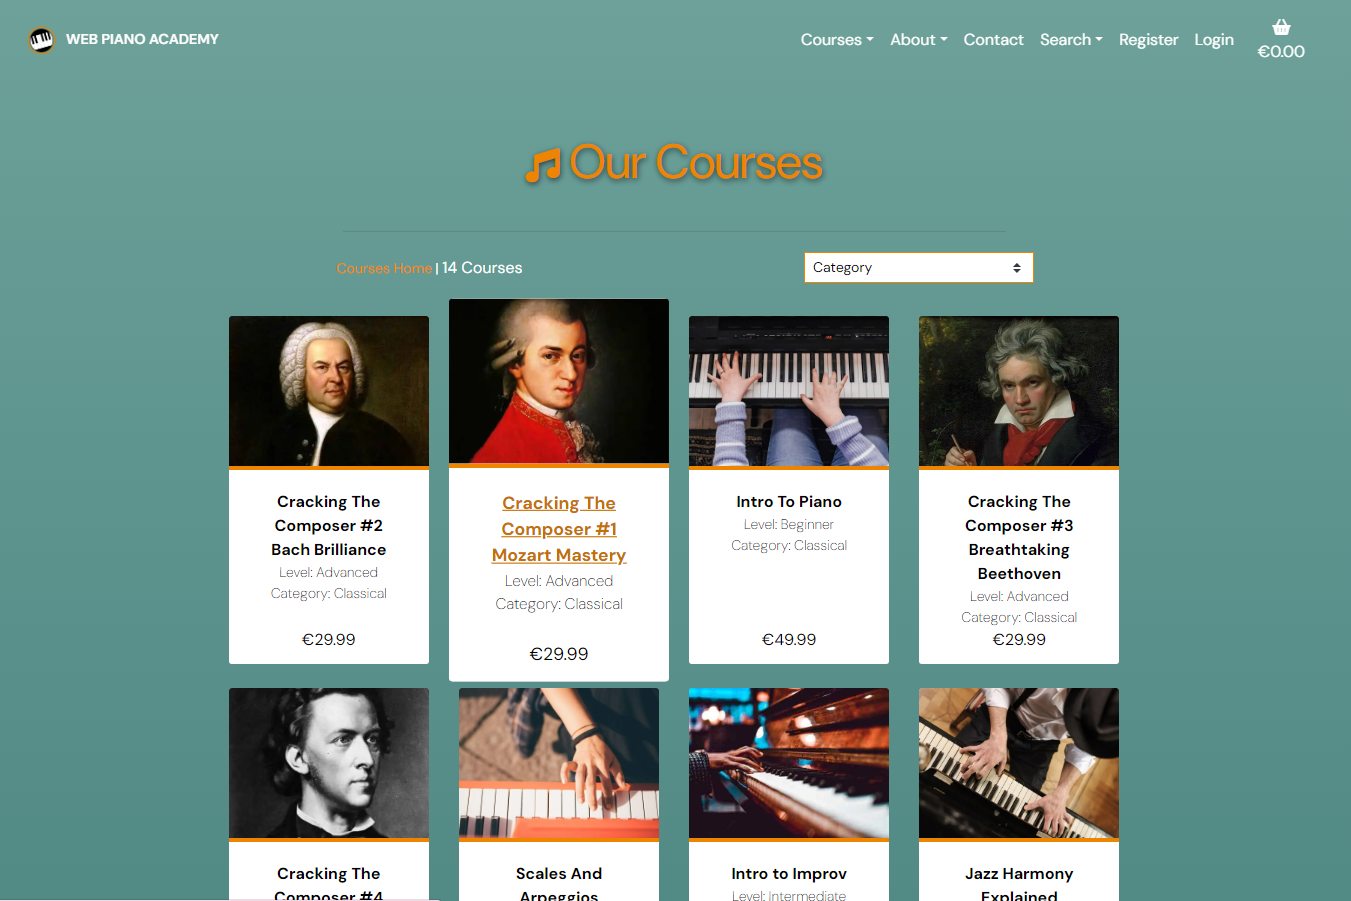 WEB PIANO ACADEMY
Courses
About
Contact
Search
Register
Login
€0.00
Our Courses
Courses Home | 14 Courses
Category
Cracking The
Composer #2
Bach Brilliance
Level: Advanced
Category: Classical
€29.99
Cracking The
Composer #1
Mozart Mastery
Level: Advanced
Category: Classical
€29.99
Intro To Piano
Level: Beginner
Category: Classical
€49.99
Cracking The
Composer #3
Breathtaking
Beethoven
Level: Advanced
Category: Classical
€29.99
Cracking The
Composer #4
Scales And
Arpeggios
Intro to Improv
Level: Intermediate
Jazz Harmony
Explained